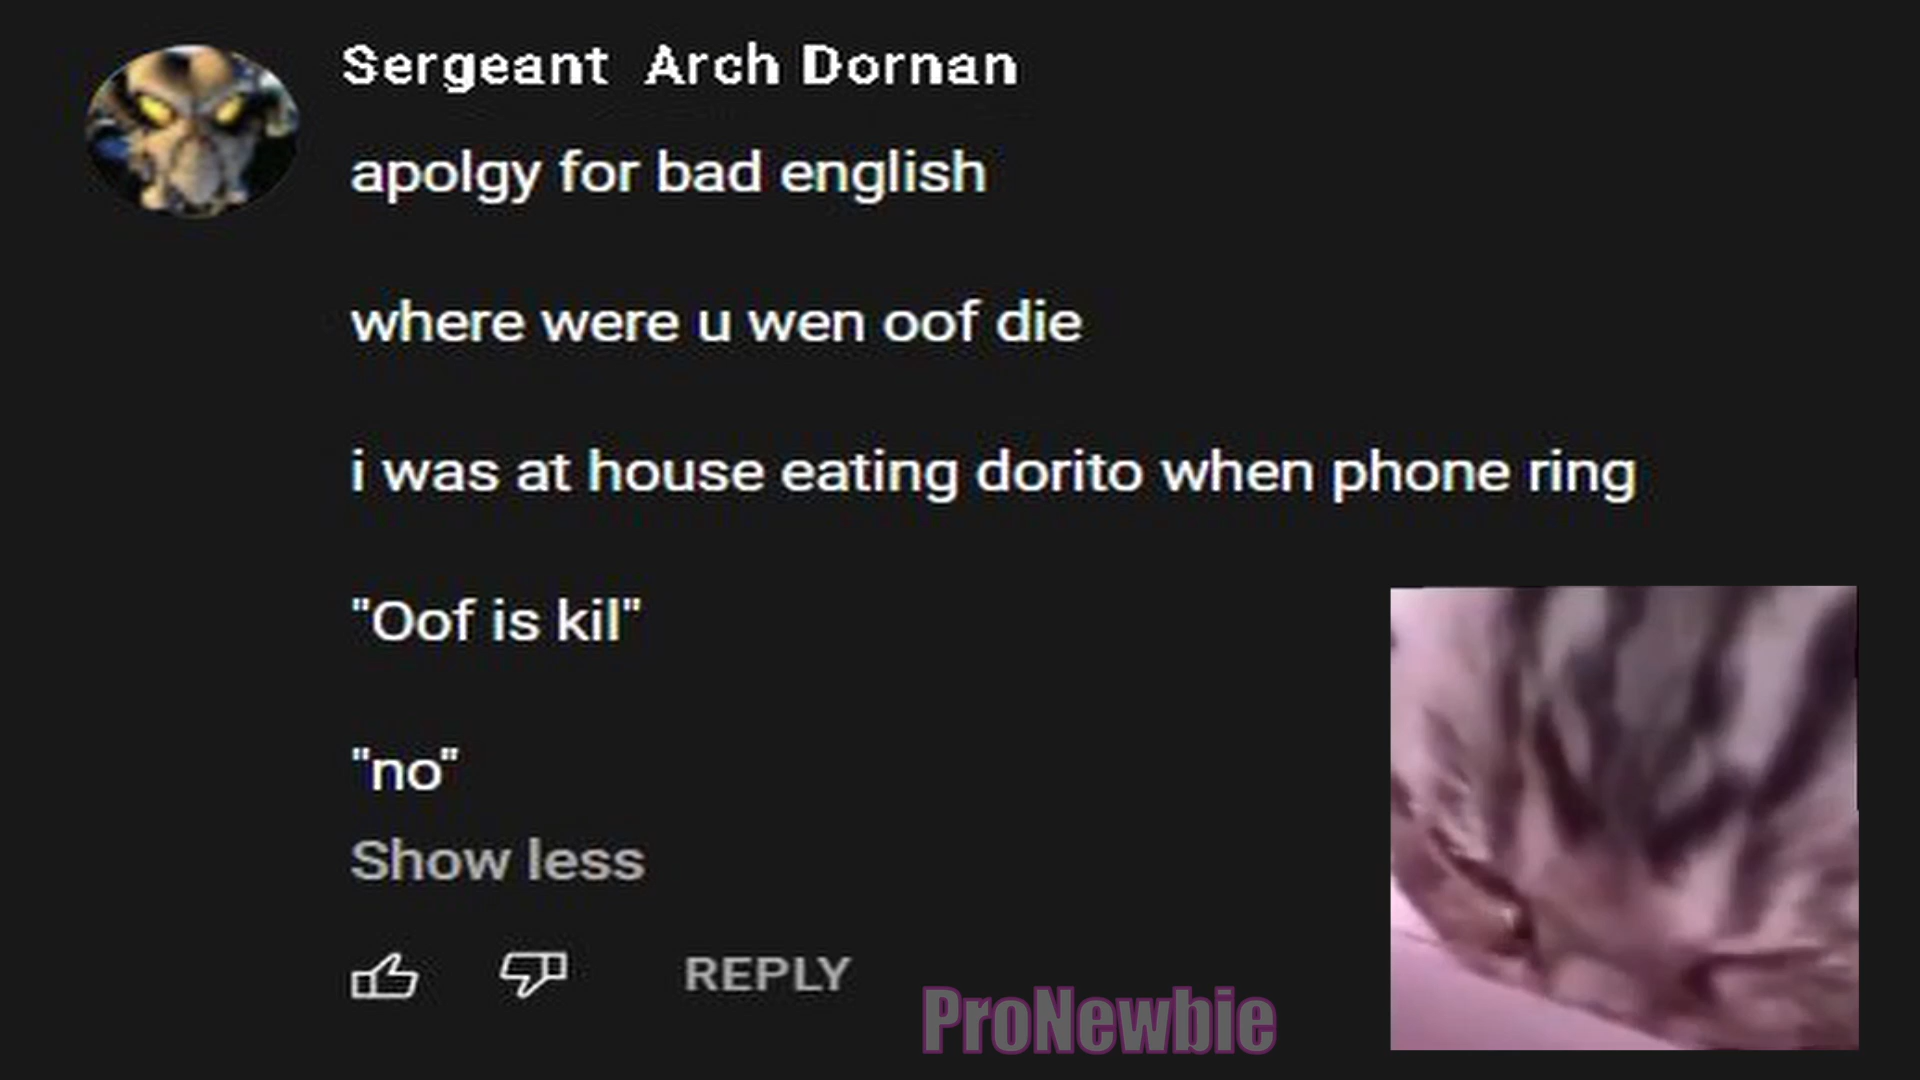 Sergeant Arch Dornan
apolgy for bad english
where were u wen oof die
i was at house eating dorito when phone ring
"Oof is kil"
"no"
Show less
REPLY
ProNewbie